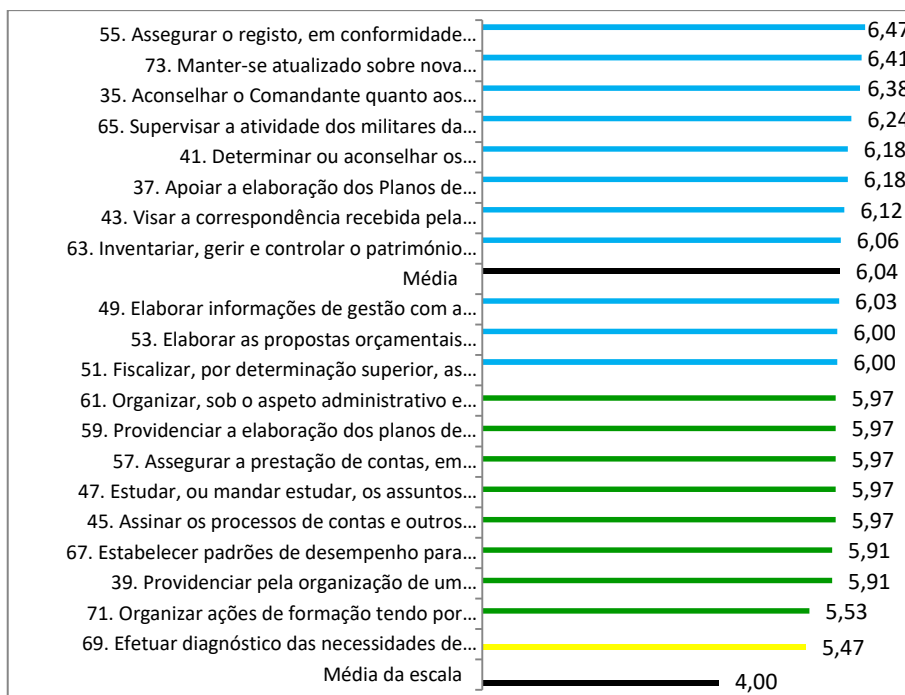 55. Assegurar o registo, em conformidade... 6,47
73. Manter-se atualizado sobre nova... 6,41
35. Aconselhar o Comandante quanto aos... 6,38
65. Supervisar a atividade dos militares da... 6,24
41. Determinar ou aconselhar os... 6,18
37. Apoiar a elaboração dos Planos de... 6,18
43. Visar a correspondência recebida pela... 6,12
63. Inventariar, gerir e controlar o património... 6,06
Média 6,04
49. Elaborar informações de gestão com a... 6,03
53. Elaborar as propostas orçamentais... 6,00
51. Fiscalizar, por determinação superior, as... 6,00
61. Organizar, sob o aspeto administrativo e... 5,97
59. Providenciar a elaboração dos planos de... 5,97
57. Assegurar a prestação de contas, em... 5,97
47. Estudar, ou mandar estudar, os assuntos... 5,97
45. Assinar os processos de contas e outros... 5,97
67. Estabelecer padrões de desempenho para... 5,91
39. Providenciar pela organização de um... 5,91
71. Organizar ações de formação tendo por... 5,53
69. Efetuar diagnóstico das necessidades de... 5,47
Média da escala 4,00